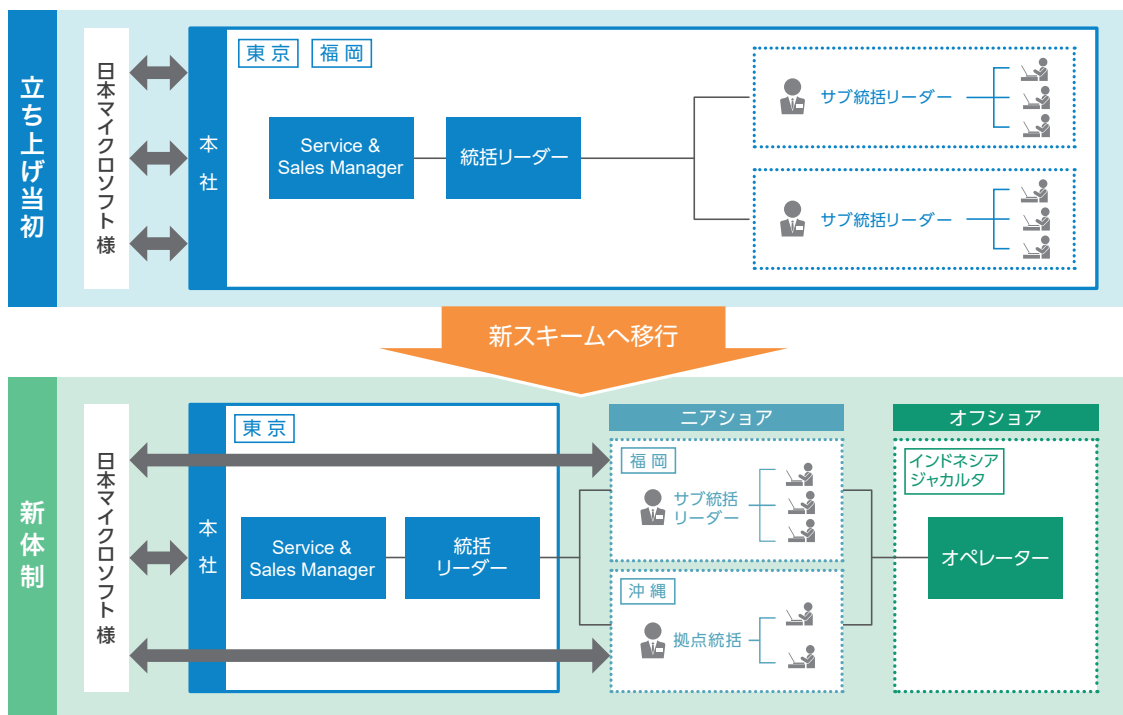 立ち上げ当初
日本マイクロソフト様
本社
東京
福岡
Service &
Sales Manager
統括リーダー
サブ統括リーダー
サブ統括リーダー
新スキームへ移行
新体制
日本マイクロソフト様
本社
東京
Service &
Sales Manager
統括
リーダー
ニアショア
福岡
サブ統括
リーダー
沖縄
拠点統括
オフショア
インドネシア
ジャカルタ
オペレーター